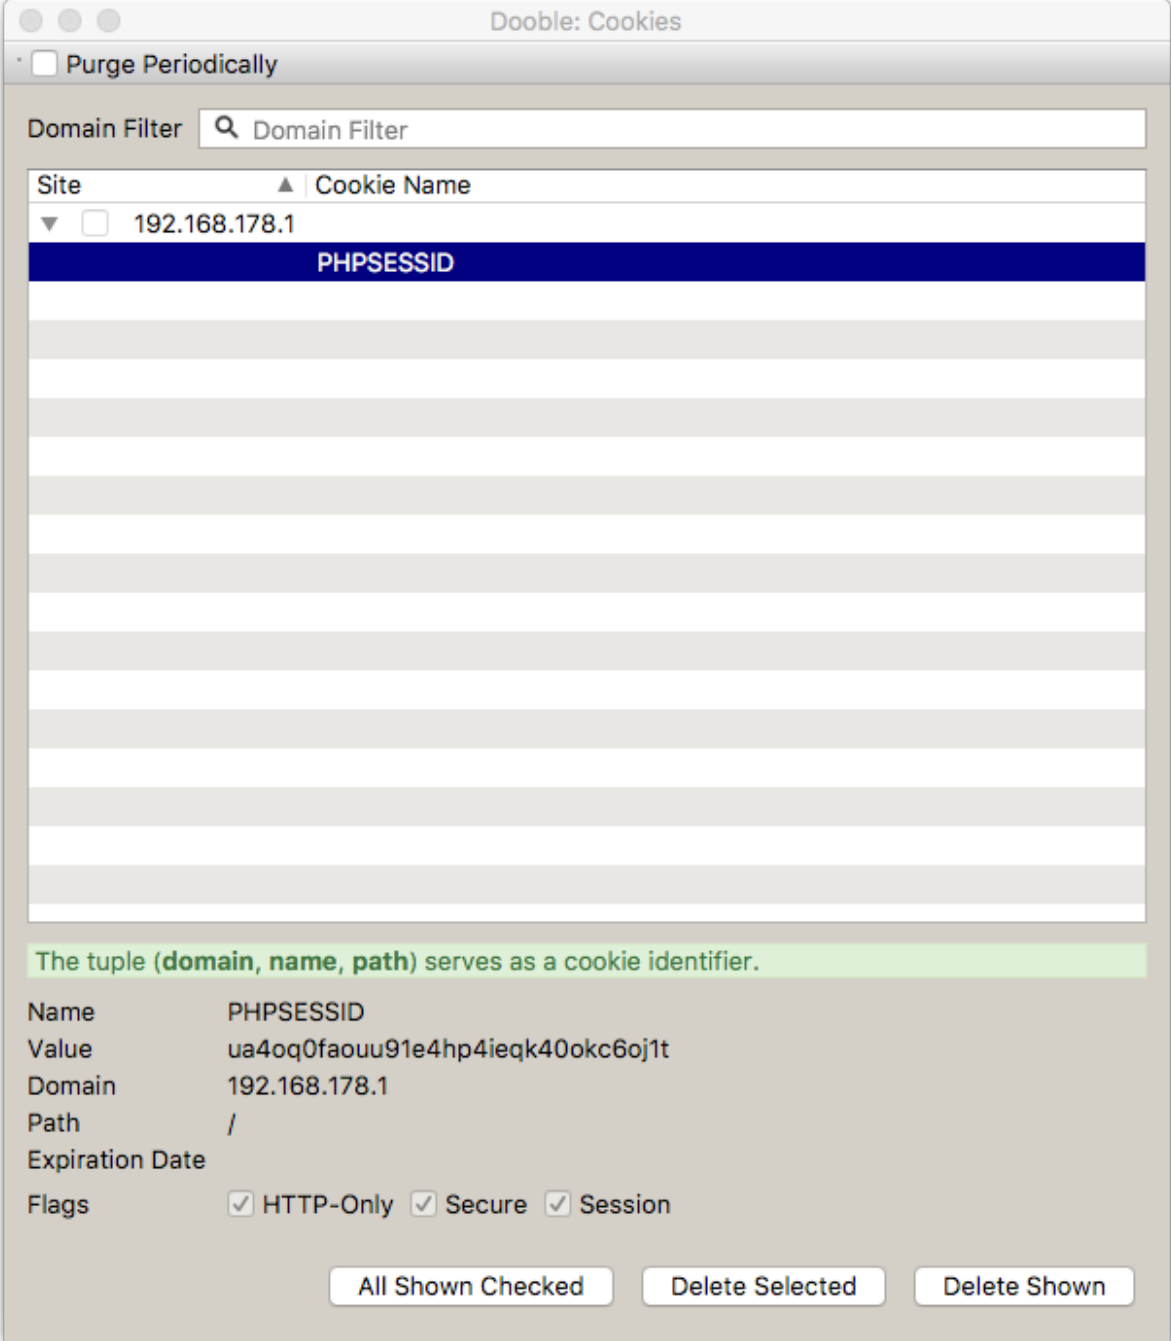 Dooble: Cookies
Purge Periodically
Domain Filter Domain Filter
Site Cookie Name
192.168.178.1
PHPSESSID
The tuple (domain, name, path) serves as a cookie identifier.
Name PHPSESSID
Value ua4oq0faouu91e4hp4ieqk40okc6oj1t
Domain 192.168.178.1
Path /
Expiration Date
Flags HTTP-Only Secure Session
All Shown Checked Delete Selected Delete Shown